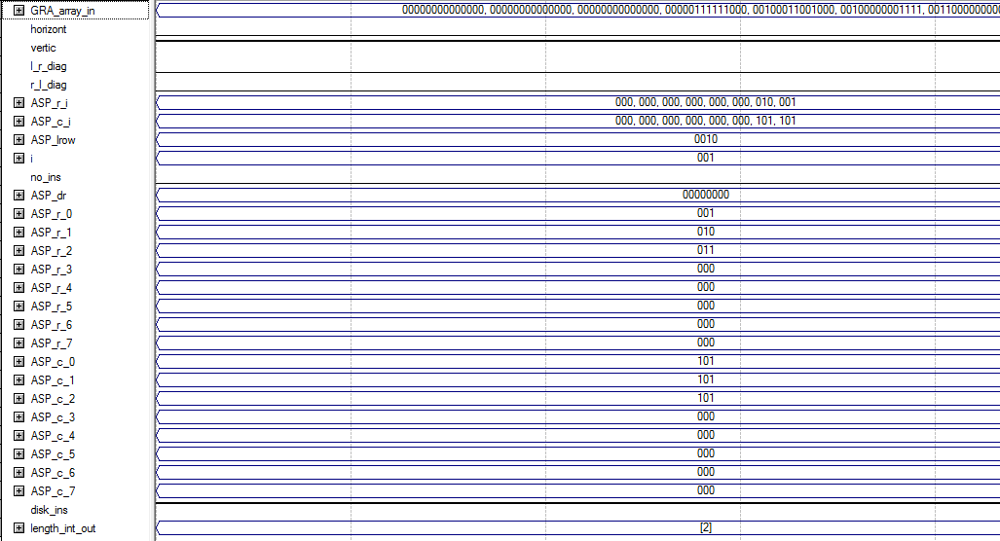 GRA_array_in 00000000000000, 00000000000000, 00000000000000, 00000111111000, 00100011001000, 00100000001111, 0011000000000
horizont
vertic
l_r_diag
r_l_diag
ASP_r_i 000, 000, 000, 000, 000, 000, 010, 001
ASP_c_i 000, 000, 000, 000, 000, 000, 101, 101
ASP_lrow 0010
i 001
no_ins
ASP_dr 00000000
ASP_r_0 001
ASP_r_1 010
ASP_r_2 011
ASP_r_3 000
ASP_r_4 000
ASP_r_5 000
ASP_r_6 000
ASP_r_7 000
ASP_c_0 101
ASP_c_1 101
ASP_c_2 101
ASP_c_3 000
ASP_c_4 000
ASP_c_5 000
ASP_c_6 000
ASP_c_7 000
disk_ins
length_int_out [2]